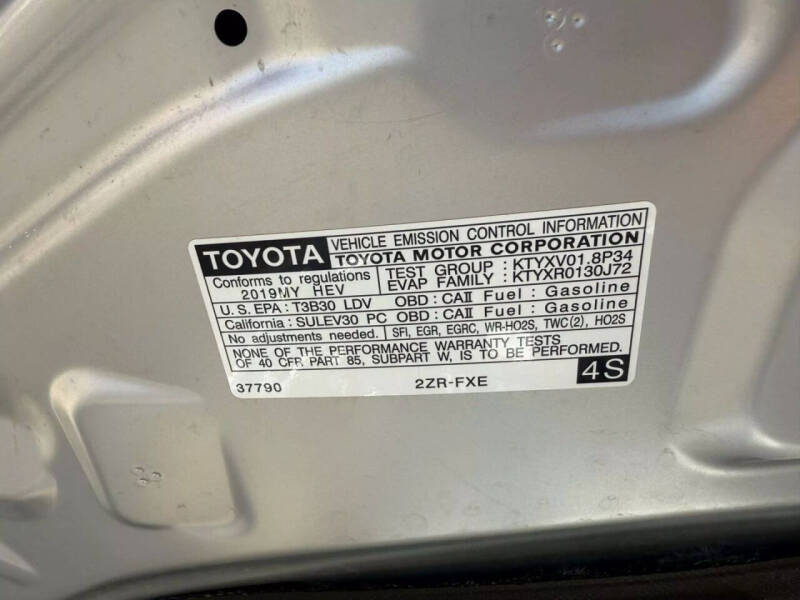 TOYOTA VEHICLE EMISSION CONTROL INFORMATION
TOYOTA MOTOR CORPORATION
Conforms to regulations
2019MY HEV
TEST GROUP : KTYXV01.8P34
EVAP FAMILY : KTYXR0130J72
U.S. EPA : T3B30 LDV OBD : CAII Fuel : Gasoline
California : SULEV30 PC OBD : CAII Fuel : Gasoline
No adjustments needed. SFI, EGR, EGRC, WR-HO2S, TWC(2), HO2S
NONE OF THE PERFORMANCE WARRANTY TESTS
OF 40 CFR PART 85, SUBPART W, IS TO BE PERFORMED.
37790 2ZR-FXE 4S